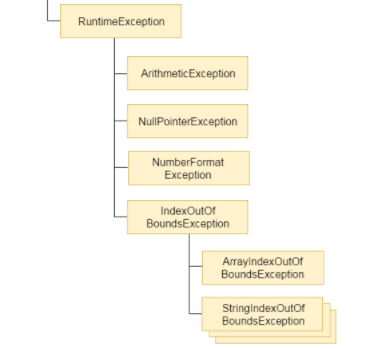 RuntimeException
ArithmeticException
NullPointerException
NumberFormat
Exception
IndexOutOf
BoundsException
ArrayIndexOutOf
BoundsException
StringIndexOutOf
BoundsException